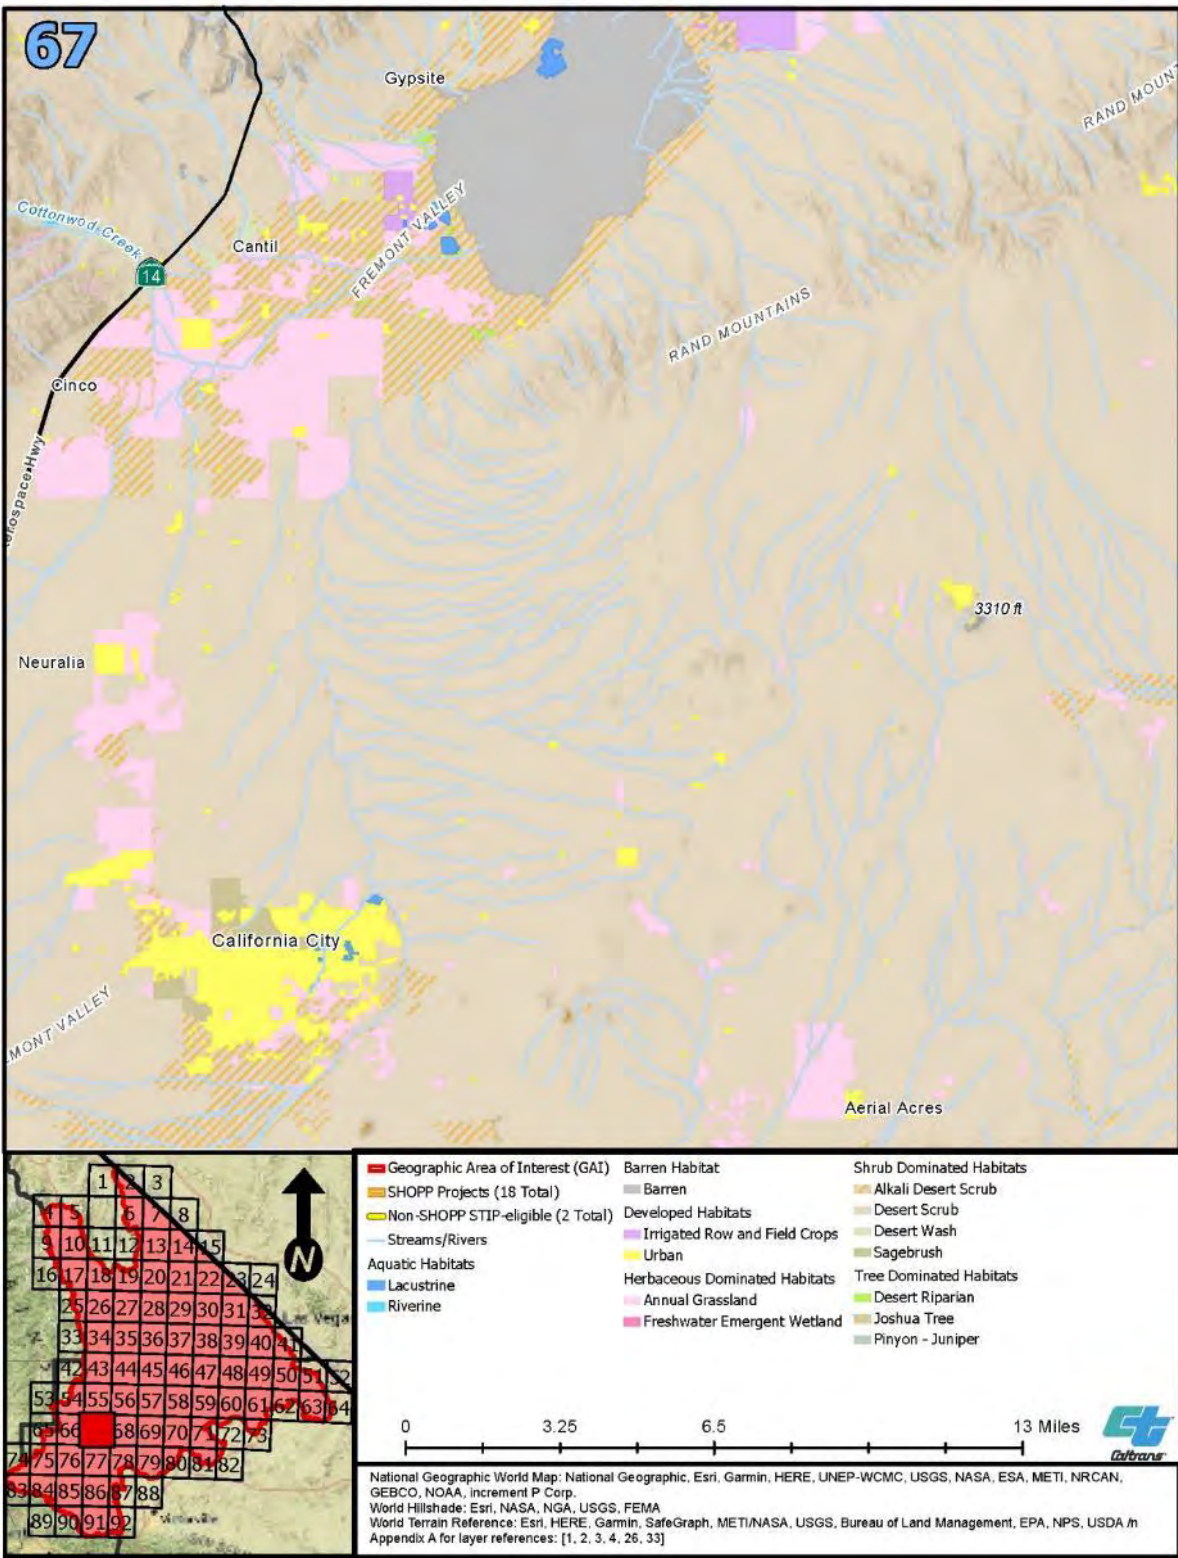 67
Gypsite
RAND MOUNT
Cottonwod Creek
Cantil
FREMONT VALLEY
14
RAND MOUNTAINS
Cinco
erospace Hwy
3310 ft
Neuralia
California City
MONT VALLEY
Aerial Acres
1 2 3
4 5 6 7 8
9 10 11 12 13 14 15
16 17 18 19 20 21 22 23 24
25 26 27 28 29 30 31 32
Las Vega
33 34 35 36 37 38 39 40 41
42 43 44 45 46 47 48 49 50 51 52
53 54 55 56 57 58 59 60 61 62 63 64
65 66 68 69 70 71 72 73
74 75 76 77 78 79 80 81 82
83 84 85 86 87 88
89 90 91 92
N
Geographic Area of Interest (GAI)
SHOPP Projects (18 Total)
Non-SHOPP STIP-eligible (2 Total)
Streams/Rivers
Aquatic Habitats
Lacustrine
Riverine
Barren Habitat
Barren
Developed Habitats
Irrigated Row and Field Crops
Urban
Herbaceous Dominated Habitats
Annual Grassland
Freshwater Emergent Wetland
Shrub Dominated Habitats
Alkali Desert Scrub
Desert Scrub
Desert Wash
Sagebrush
Tree Dominated Habitats
Desert Riparian
Joshua Tree
Pinyon - Juniper
0 3.25 6.5 13 Miles
Caltrans
National Geographic World Map: National Geographic, Esri, Garmin, HERE, UNEP-WCMC, USGS, NASA, ESA, METI, NRCAN,
GEBCO, NOAA, increment P Corp.
World Hillshade: Esri, NASA, NGA, USGS, FEMA
World Terrain Reference: Esri, HERE, Garmin, SafeGraph, METI/NASA, USGS, Bureau of Land Management, EPA, NPS, USDA /n
Appendix A for layer references: [1, 2, 3, 4, 26, 33]